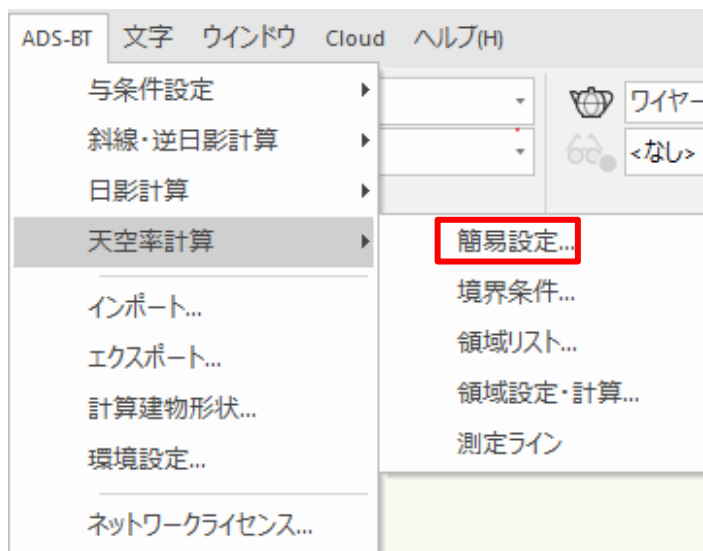 ADS-BT 文字 ウインドウ Cloud ヘルプ(H)
与条件設定
斜線・逆日影計算
日影計算
天空率計算
インポート...
エクスポート...
計算建物形状...
環境設定...
ネットワークライセンス...
ワイヤー
<なし>
簡易設定...
境界条件...
領域リスト...
領域設定・計算...
測定ライン